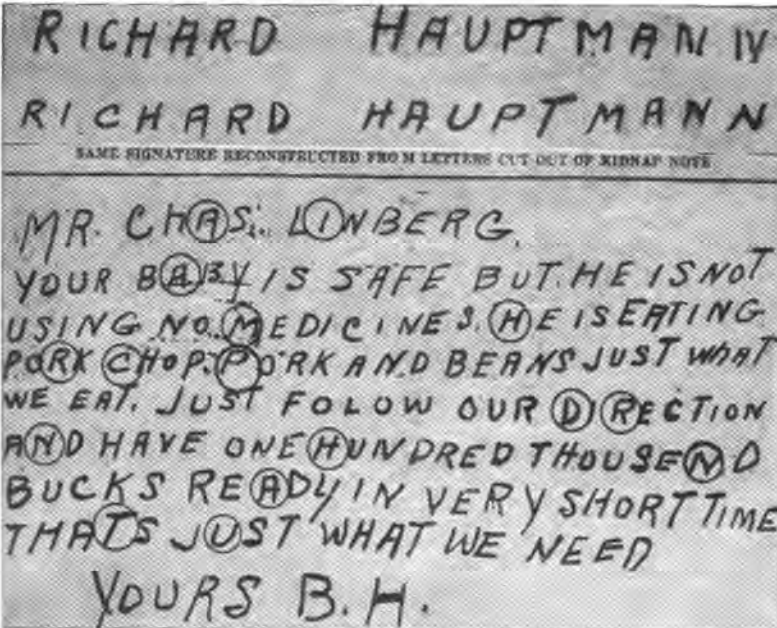 RICHARD HAUPTMANN
RICHARD HAUPTMANN
SAME SIGNATURE RECONSTRUCTED FROM LETTERS CUT OUT OF KIDNAP NOTE
MR. CHAS. LINBERG.
YOUR BABY IS SAFE BUT. HE IS NOT
USING NO. MEDICINES. HE IS EATING
PORK CHOP. PORK AND BEANS JUST WHAT
WE EAT. JUST FOLOW OUR DIRECTION
AND HAVE ONE HUNDRED THOUSEND
BUCKS READY IN VERY SHORT TIME
THATS JUST WHAT WE NEED
YOURS B. H.